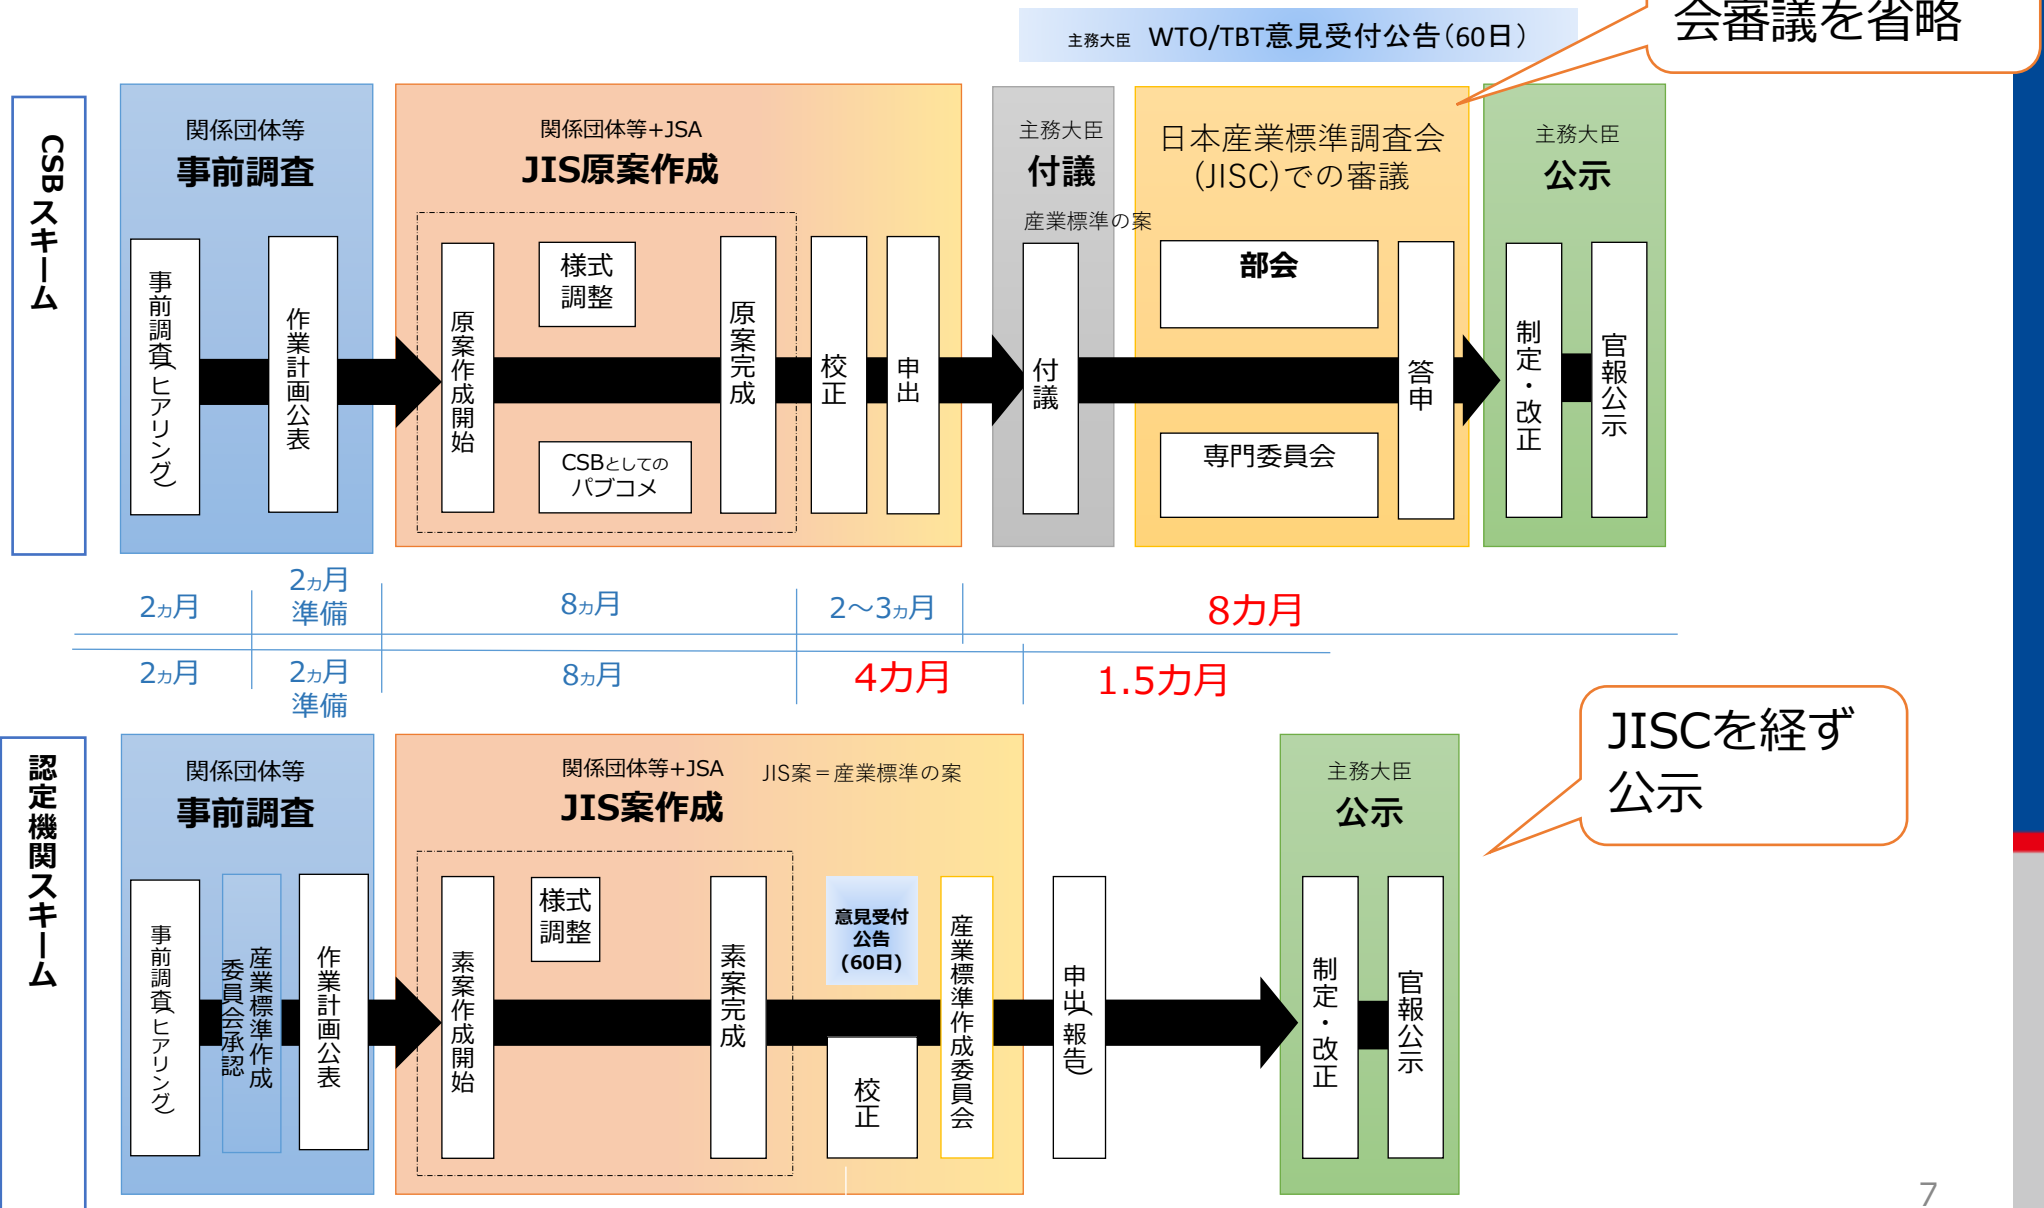 会審議を省略
主務大臣 WTO/TBT意見受付公告(60日)
CSBスキーム
関係団体等
事前調査
事前調査(ヒアリング)
作業計画公表
関係団体等+JSA
JIS原案作成
原案作成開始
様式
調整
CSBとしての
パブコメ
原案完成
校正
申出
主務大臣
付議
産業標準の案
付議
日本産業標準調査会
(JISC)での審議
部会
専門委員会
答申
主務大臣
公示
制定・改正
官報公示
2ヵ月
2ヵ月
準備
8ヵ月
2～3ヵ月
8カ月
2ヵ月
2ヵ月
準備
8ヵ月
4カ月
1.5カ月
JISCを経ず
公示
認定機関スキーム
関係団体等
事前調査
事前調査(ヒアリング)
産業標準作成
委員会承認
作業計画公表
関係団体等+JSA
JIS案＝産業標準の案
JIS案作成
素案作成開始
様式
調整
素案完成
意見受付
公告
(60日)
校正
産業標準作成委員会
申出(報告)
主務大臣
公示
制定・改正
官報公示
7